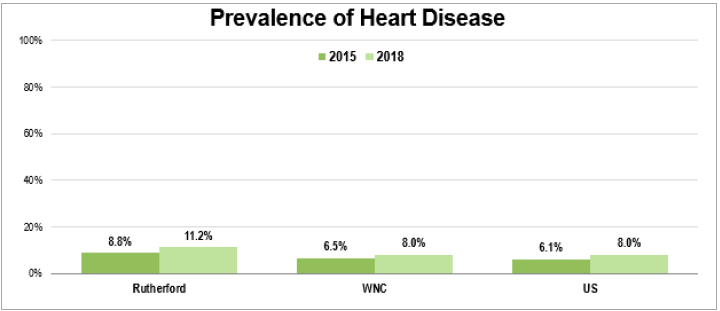 Prevalence of Heart Disease
100%
2015 2018
80%
60%
40%
20%
8.8% 11.2% 6.5% 8.0% 6.1% 8.0%
0%
Rutherford WNC US